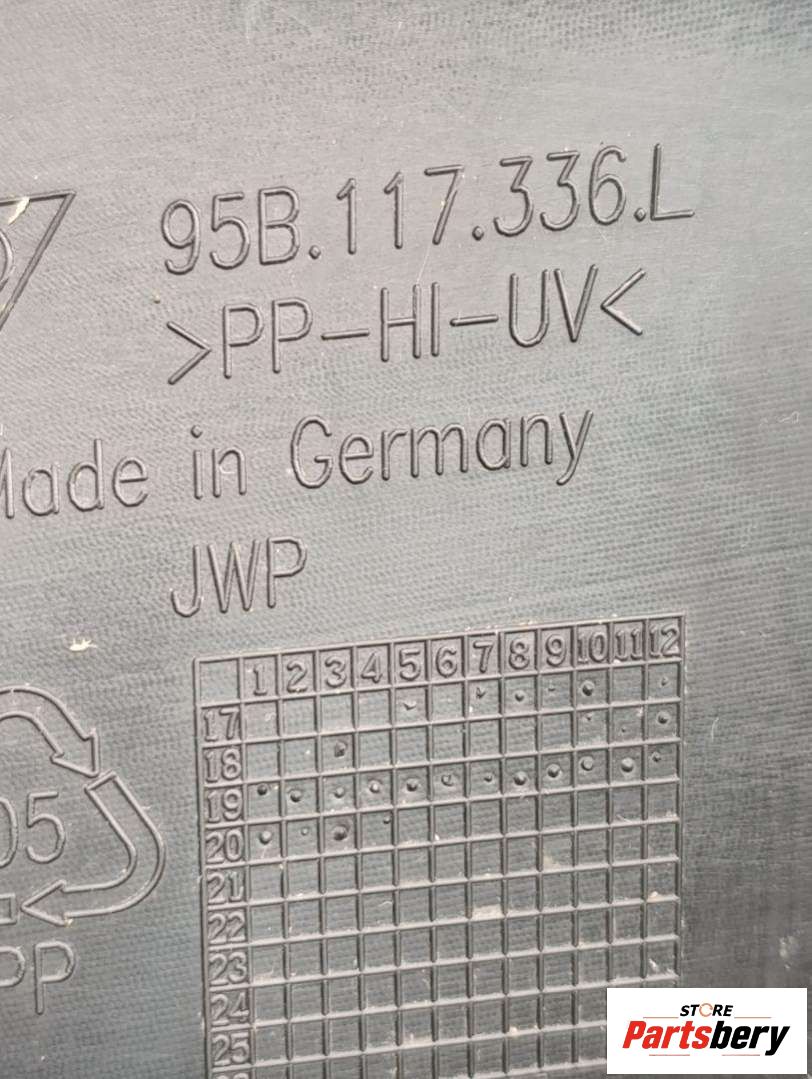 95B.117.336.L
>PP-HI-UV<
Made in Germany
JWP
1 2 3 4 5 6 7 8 9 10 11 12
17
18
19
20
21
22
23
24
25
05
PP
STORE
Partsbery